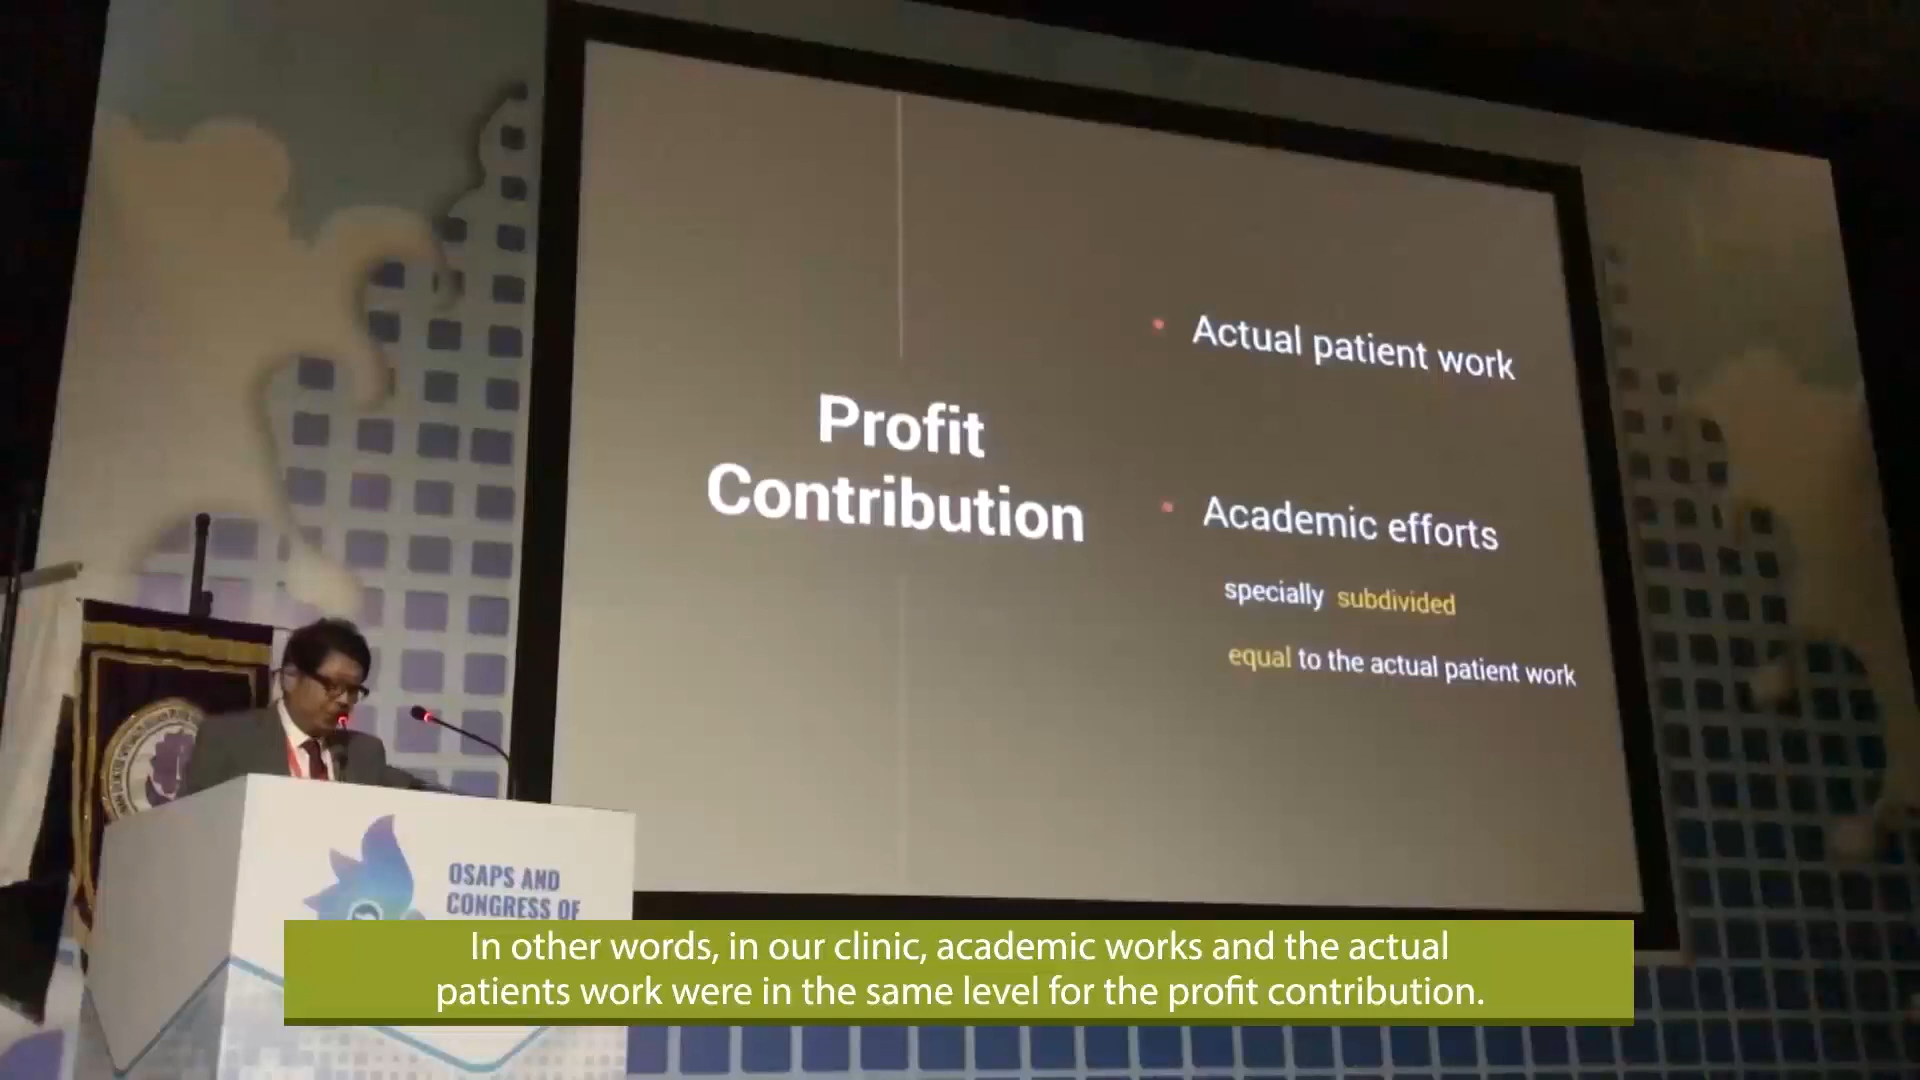 Profit
Contribution
Actual patient work
Academic efforts
specially subdivided
equal to the actual patient work
OSAPS AND
CONGRESS OF
In other words, in our clinic, academic works and the actual
patients work were in the same level for the profit contribution.